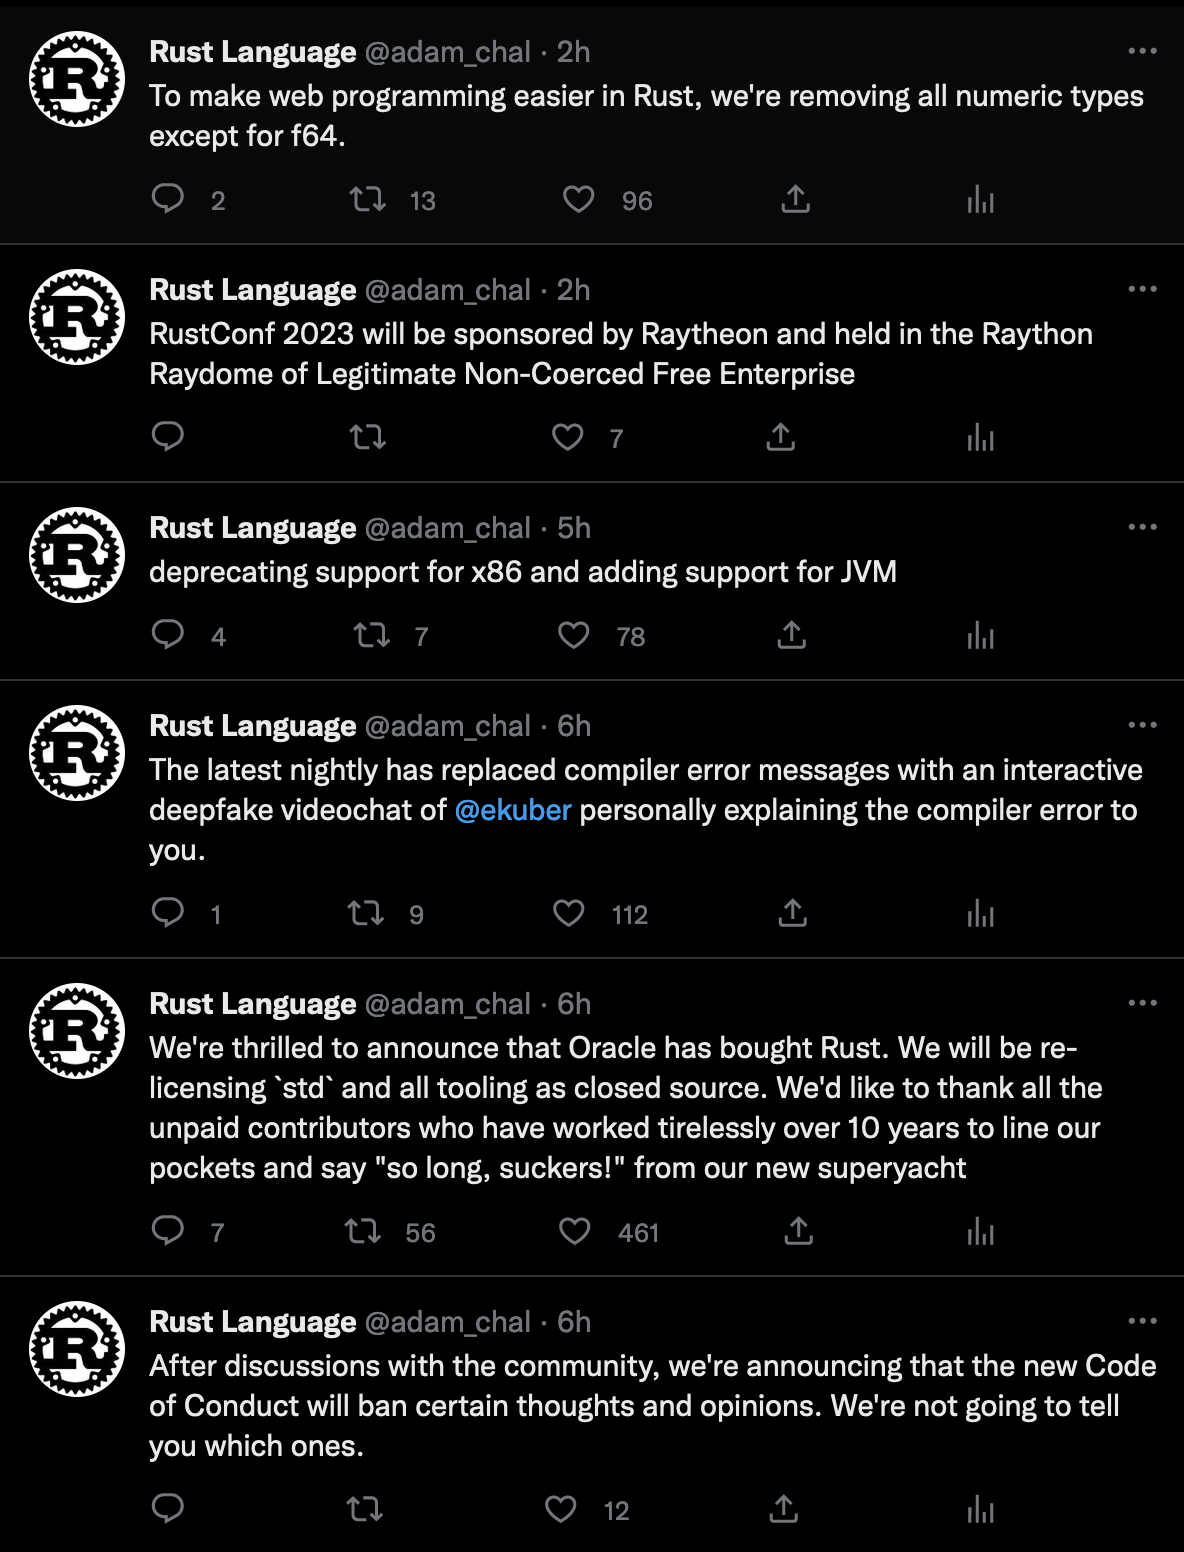 Rust Language @adam_chal · 2h
To make web programming easier in Rust, we're removing all numeric types
except for f64.
2 13 96
Rust Language @adam_chal · 2h
RustConf 2023 will be sponsored by Raytheon and held in the Raython
Raydome of Legitimate Non-Coerced Free Enterprise
7
Rust Language @adam_chal · 5h
deprecating support for x86 and adding support for JVM
4 7 78
Rust Language @adam_chal · 6h
The latest nightly has replaced compiler error messages with an interactive
deepfake videochat of @ekuber personally explaining the compiler error to
you.
1 9 112
Rust Language @adam_chal · 6h
We're thrilled to announce that Oracle has bought Rust. We will be re-
licensing `std` and all tooling as closed source. We'd like to thank all the
unpaid contributors who have worked tirelessly over 10 years to line our
pockets and say "so long, suckers!" from our new superyacht
7 56 461
Rust Language @adam_chal · 6h
After discussions with the community, we're announcing that the new Code
of Conduct will ban certain thoughts and opinions. We're not going to tell
you which ones.
12